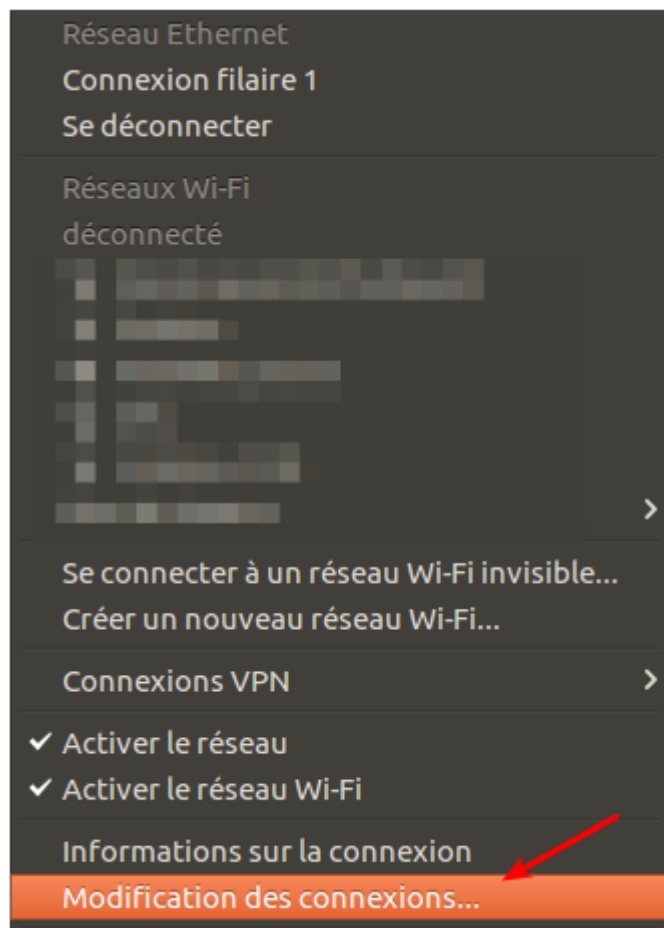 Réseau Ethernet
Connexion filaire 1
Se déconnecter
Réseaux Wi-Fi
déconnecté
Se connecter à un réseau Wi-Fi invisible...
Créer un nouveau réseau Wi-Fi...
Connexions VPN
Activer le réseau
Activer le réseau Wi-Fi
Informations sur la connexion
Modification des connexions...